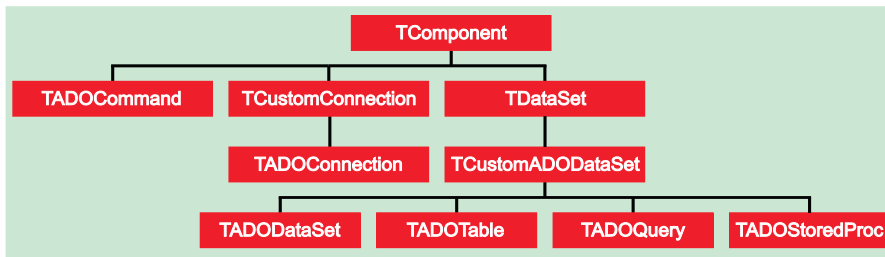 TComponent
TADOCommand
TCustomConnection
TDataSet
TADOConnection
TCustomADODataSet
TADODataSet
TADOTable
TADOQuery
TADOStoredProc